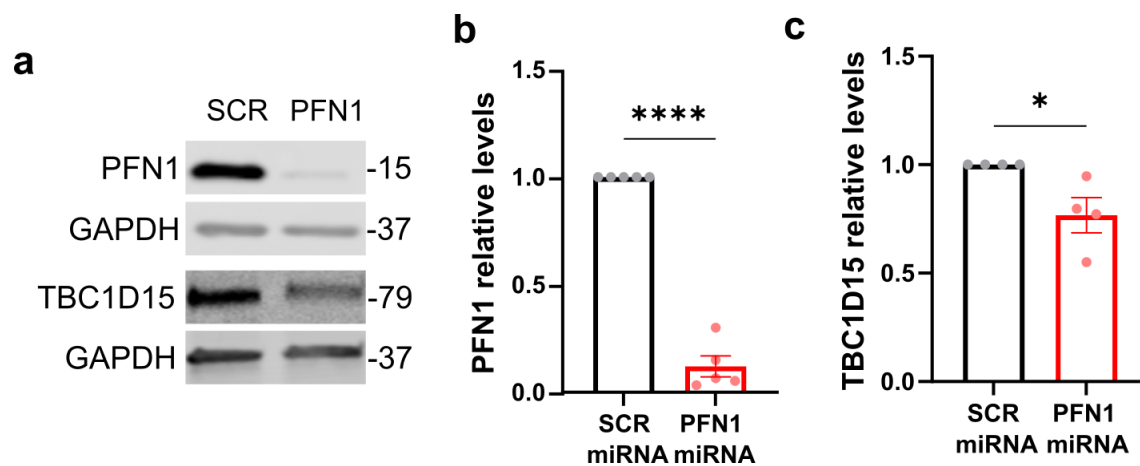 a
SCR PFN1
PFN1 -15
GAPDH -37
TBC1D15 -79
GAPDH -37
b
PFN1 relative levels
1.5
1.0
0.5
0.0
****
SCR miRNA
PFN1 miRNA
c
TBC1D15 relative levels
1.5
1.0
0.5
0.0
*
SCR miRNA
PFN1 miRNA